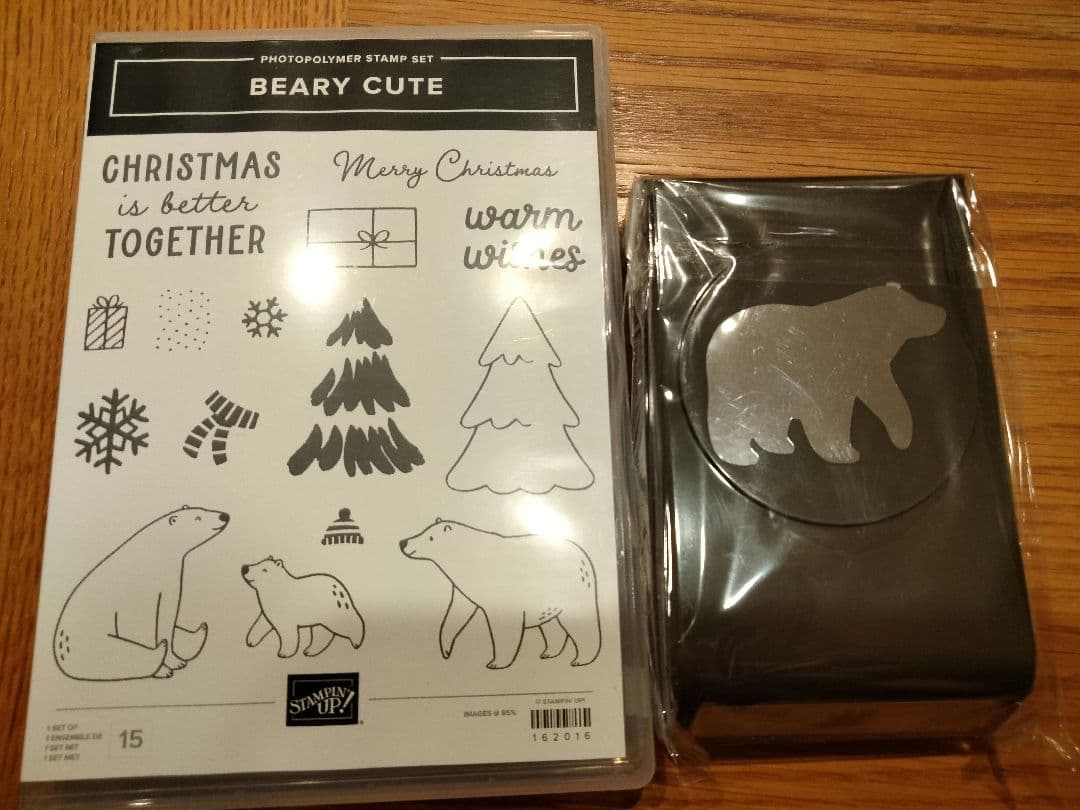 PHOTOPOLYMER STAMP SET
BEARY CUTE
CHRISTMAS
is better
TOGETHER
Merry Christmas
warm
wishes
STAMPIN' UP!®
IMAGES @ 85%
© STAMPIN' UP!
162016
1 SET OF
1 ENSEMBLE DE
1 SET MIT
1 SET MET
15